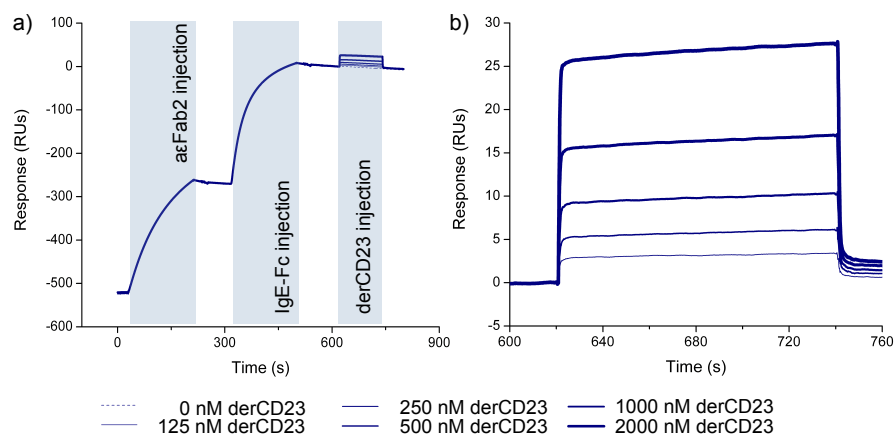 a)
100
0
-100
-200
-300
-400
-500
-600
Response (RUs)
aεFab2 injection
IgE-Fc injection
derCD23 injection
0
300
600
900
Time (s)
b)
35
30
25
20
15
10
5
0
-5
Response (RUs)
600
640
680
720
760
Time (s)
0 nM derCD23
250 nM derCD23
1000 nM derCD23
125 nM derCD23
500 nM derCD23
2000 nM derCD23